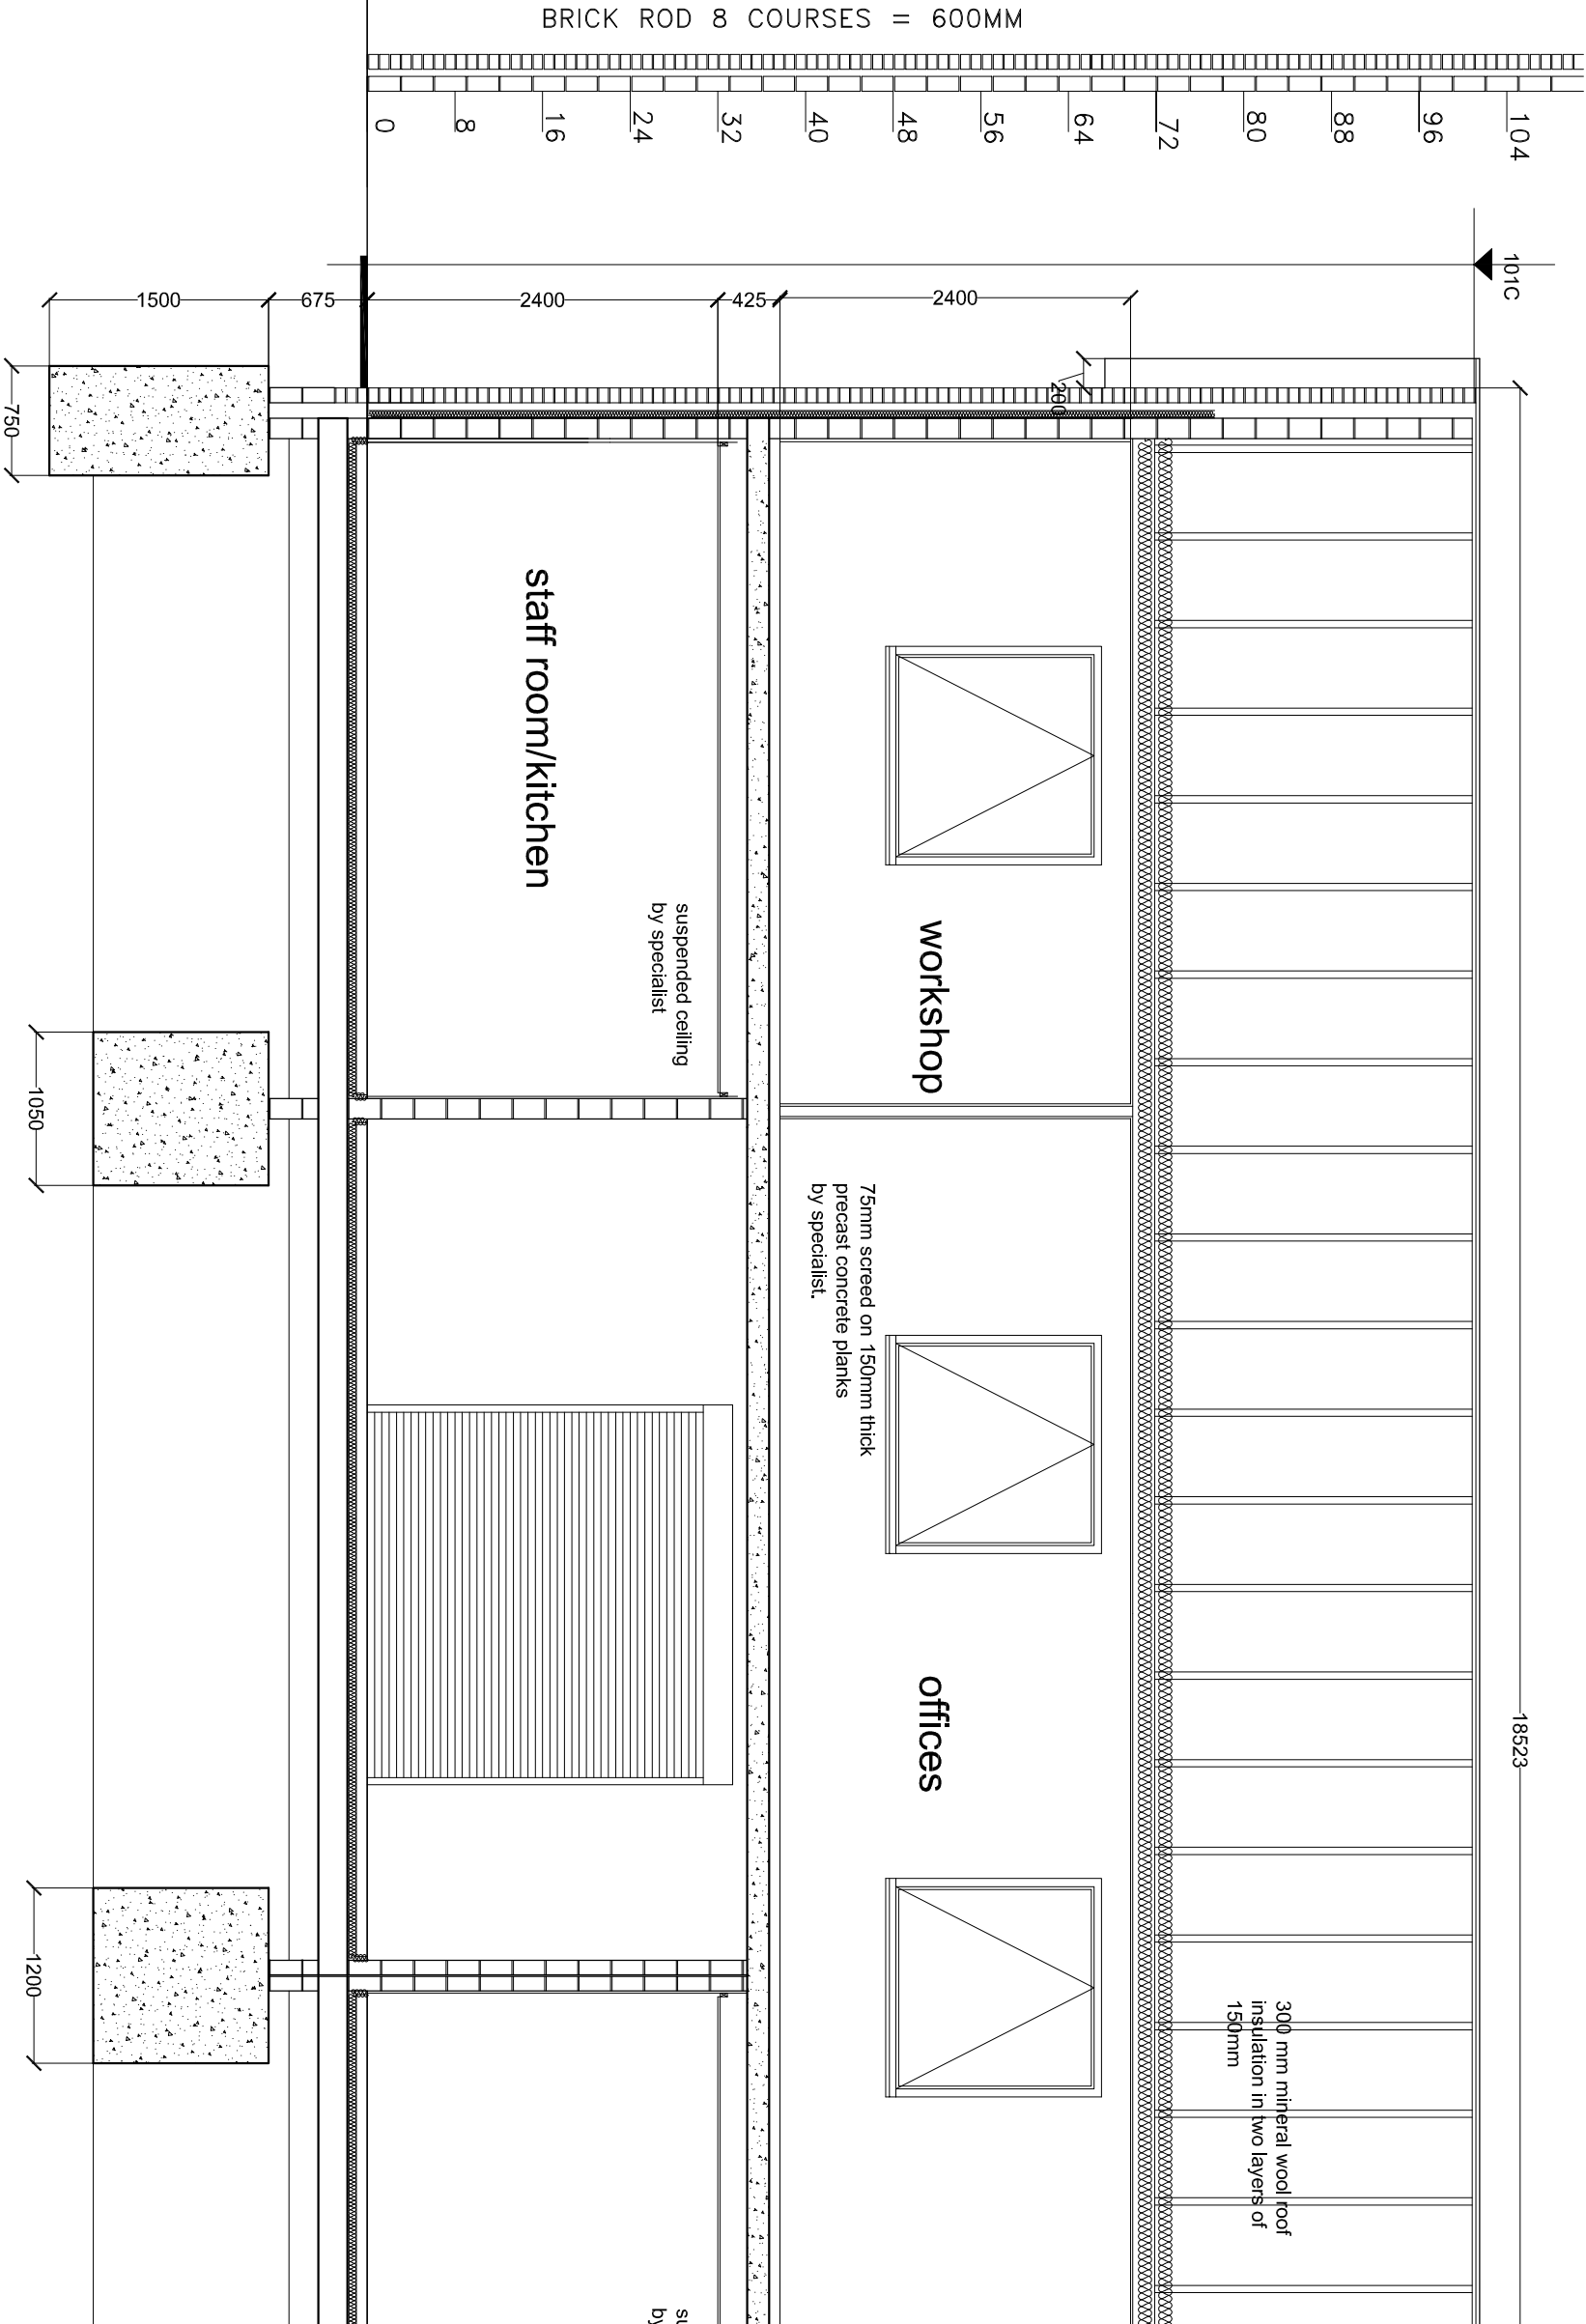 BRICK ROD 8 COURSES = 600MM
0
8
16
24
32
40
48
56
64
72
80
88
96
104
101C
1500
675
2400
425
2400
200
750
1050
1200
18523
staff room/kitchen
suspended ceiling
by specialist
workshop
75mm screed on 150mm thick
precast concrete planks
by specialist.
offices
300 mm mineral wool roof
insulation in two layers of
150mm
su
by